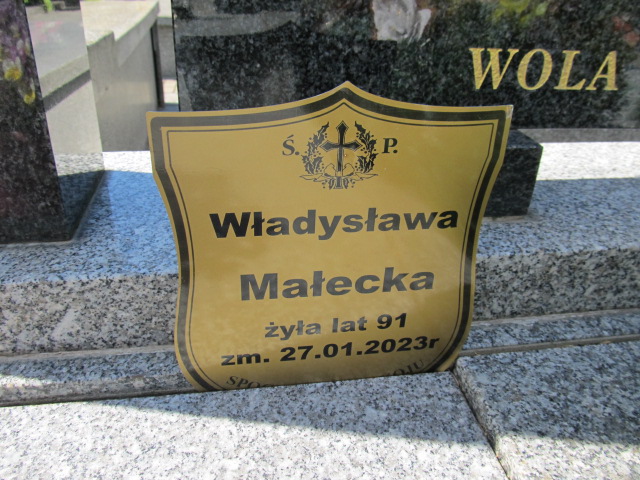 WOLA
Ś. P.
Władysława
Małecka
żyła lat 91
zm. 27.01.2023r